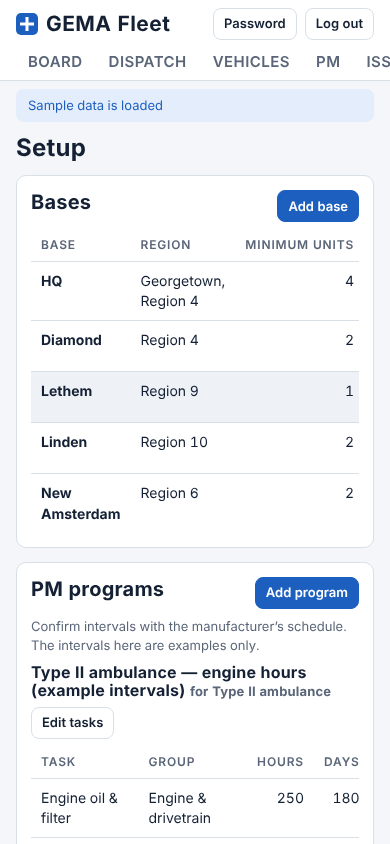 GEMA Fleet
Password
Log out
BOARD DISPATCH VEHICLES PM ISS
Sample data is loaded
Setup
Bases
Add base
BASE REGION MINIMUM UNITS
HQ Georgetown, Region 4 4
Diamond Region 4 2
Lethem Region 9 1
Linden Region 10 2
New Amsterdam Region 6 2
PM programs
Add program
Confirm intervals with the manufacturer’s schedule.
The intervals here are examples only.
Type II ambulance — engine hours
(example intervals) for Type II ambulance
Edit tasks
TASK GROUP HOURS DAYS
Engine oil & filter Engine & drivetrain 250 180